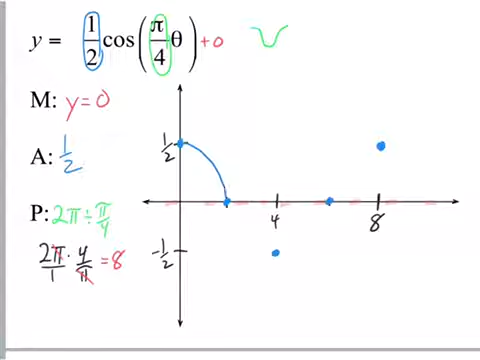 y = 1/2 cos(π/4 θ) +0
M: y=0
A: 1/2
P: 2π ÷ π/4
2π/1 · 4/π = 8
1/2
4
8
-1/2